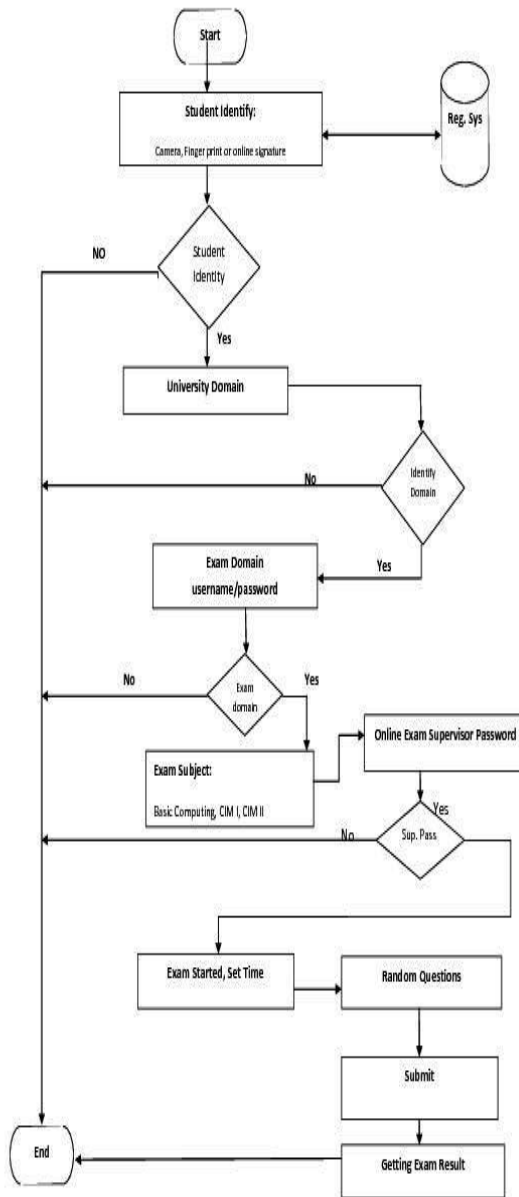 Start
Student Identify:
Camera, Finger print or online signature
Reg. Sys
Student
Identity
NO
Yes
University Domain
Identify
Domain
No
Yes
Exam Domain
username/password
Exam
domain
No
Yes
Exam Subject:
Basic Computing, CIM I, CIM II
Online Exam Supervisor Password
Sup. Pass
Yes
No
Exam Started, Set Time
Random Questions
Submit
Getting Exam Result
End